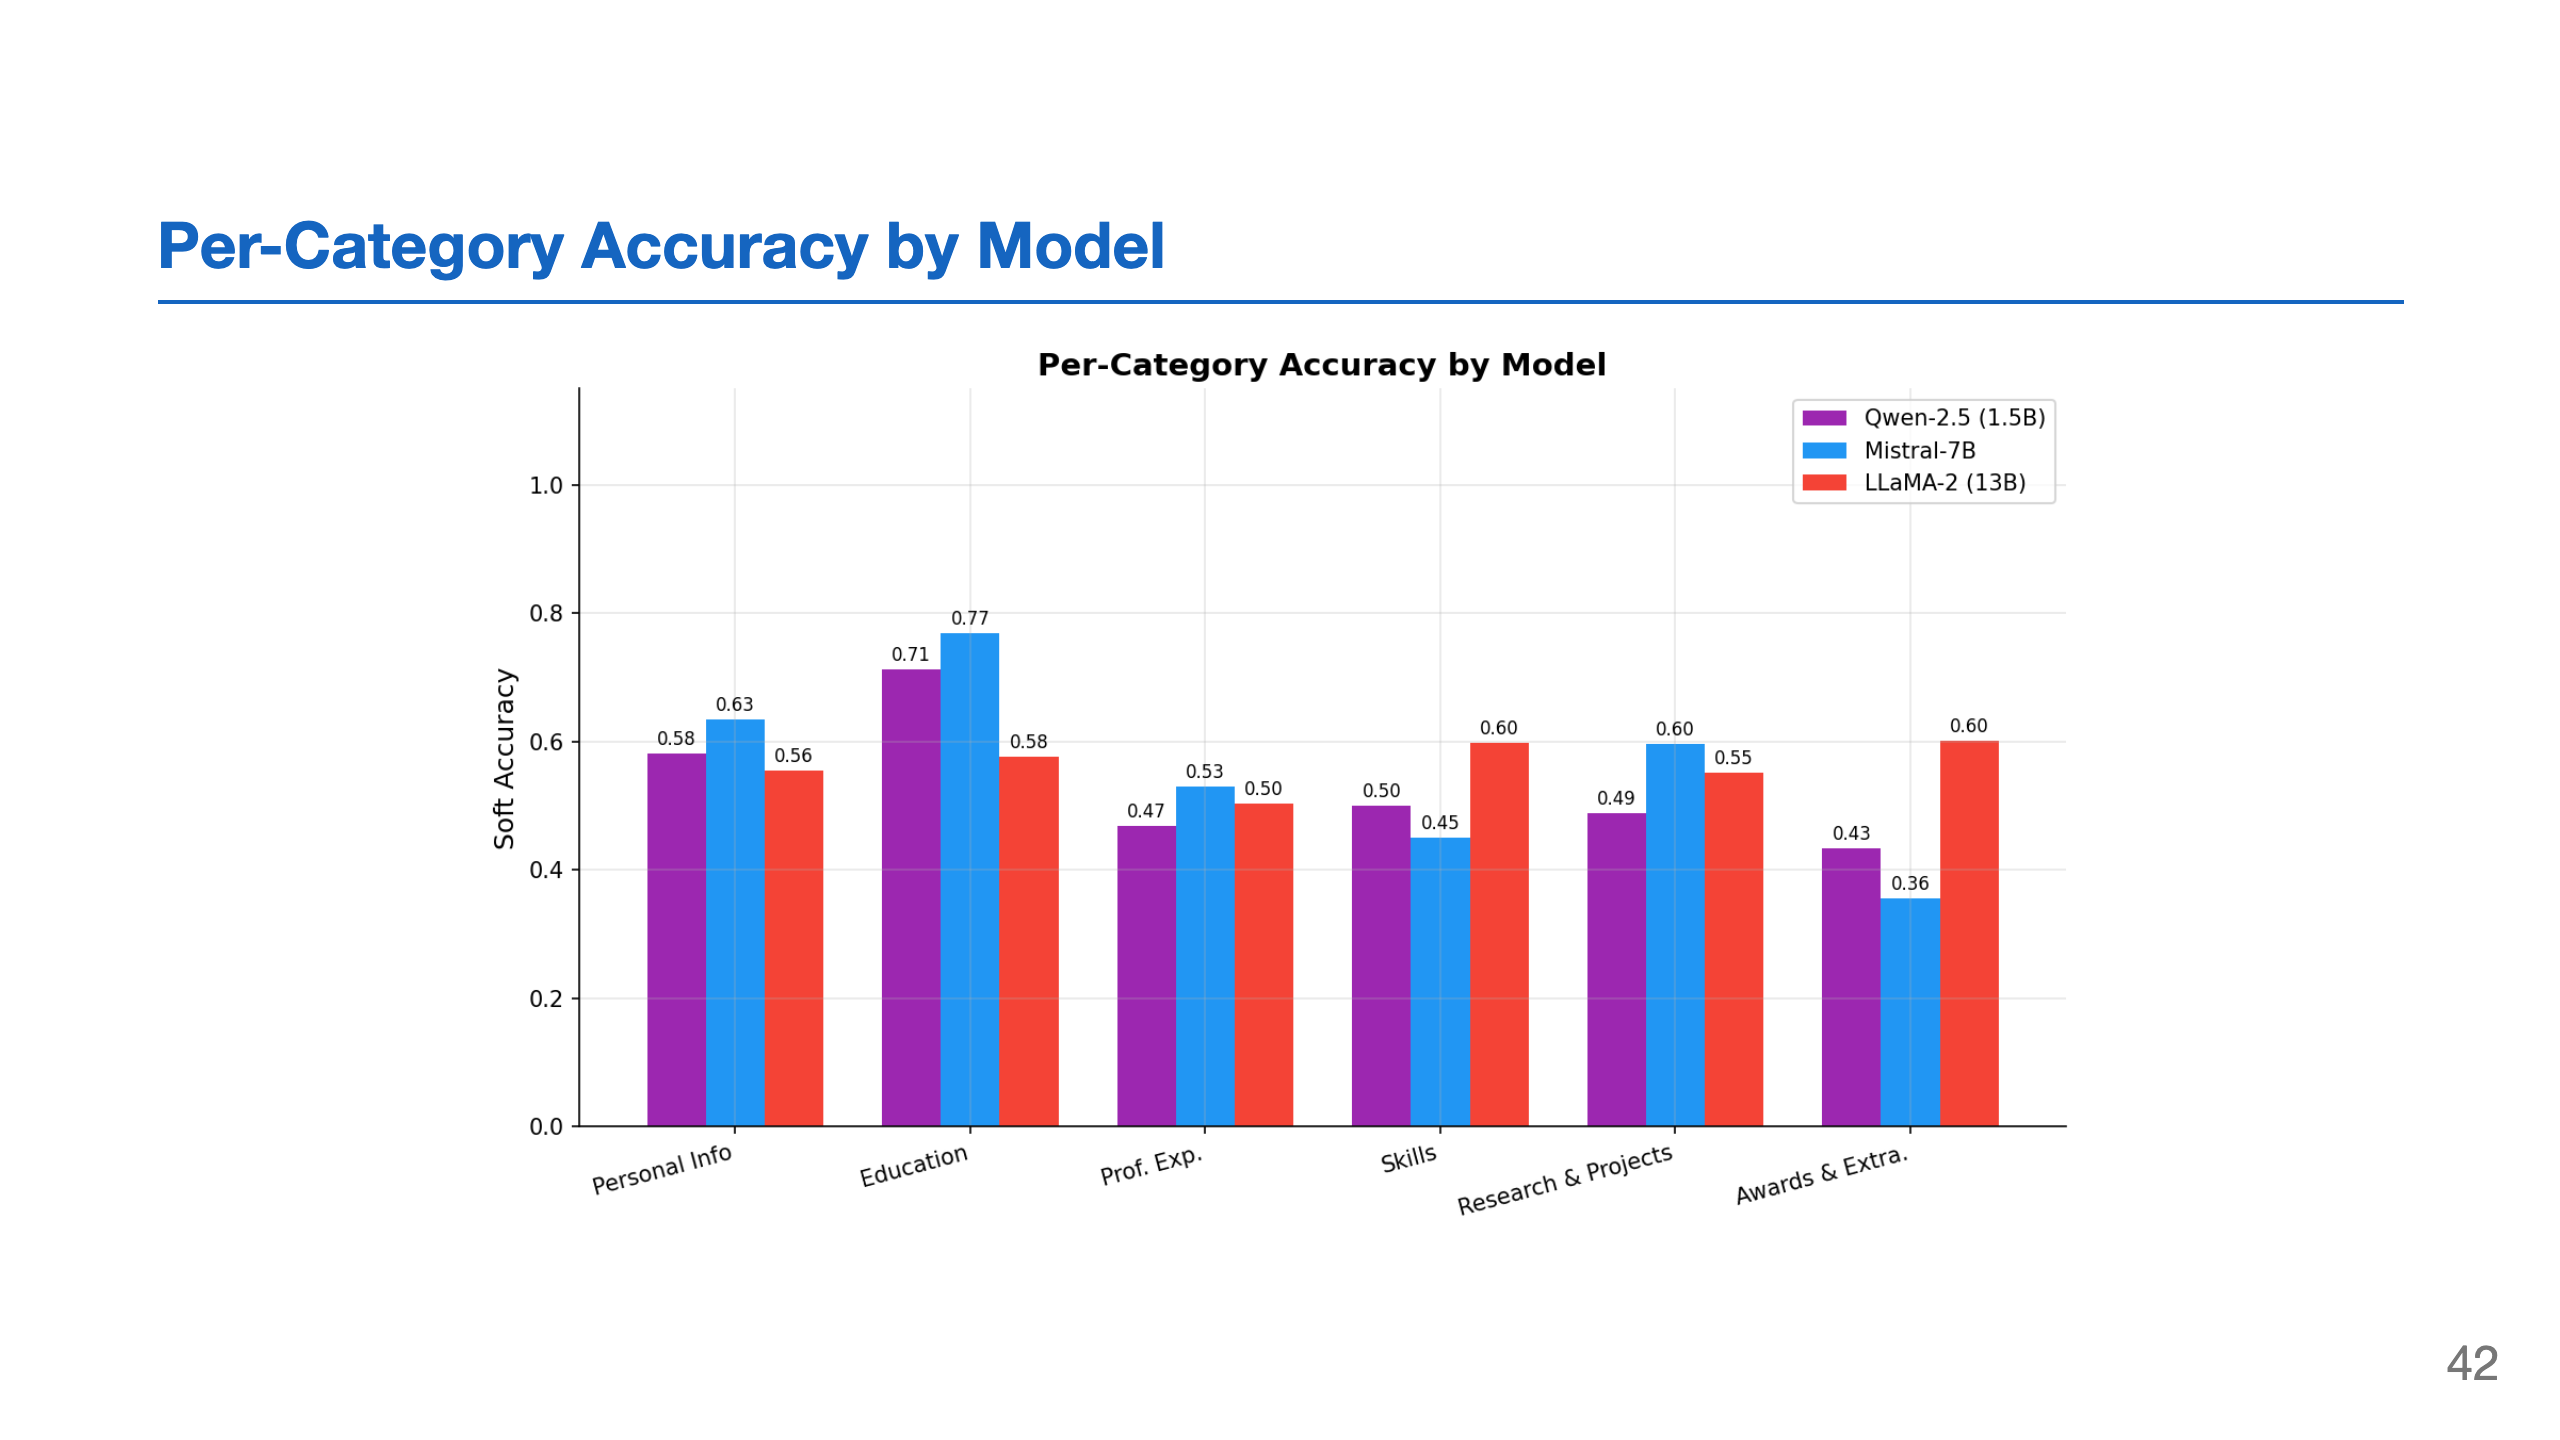 Per-Category Accuracy by Model
Per-Category Accuracy by Model
Qwen-2.5 (1.5B)
Mistral-7B
LLaMA-2 (13B)
Soft Accuracy
1.0
0.8
0.6
0.4
0.2
0.0
0.58
0.63
0.56
0.71
0.77
0.58
0.47
0.53
0.50
0.50
0.45
0.60
0.49
0.60
0.55
0.43
0.36
0.60
Personal Info
Education
Prof. Exp.
Skills
Research & Projects
Awards & Extra.
42